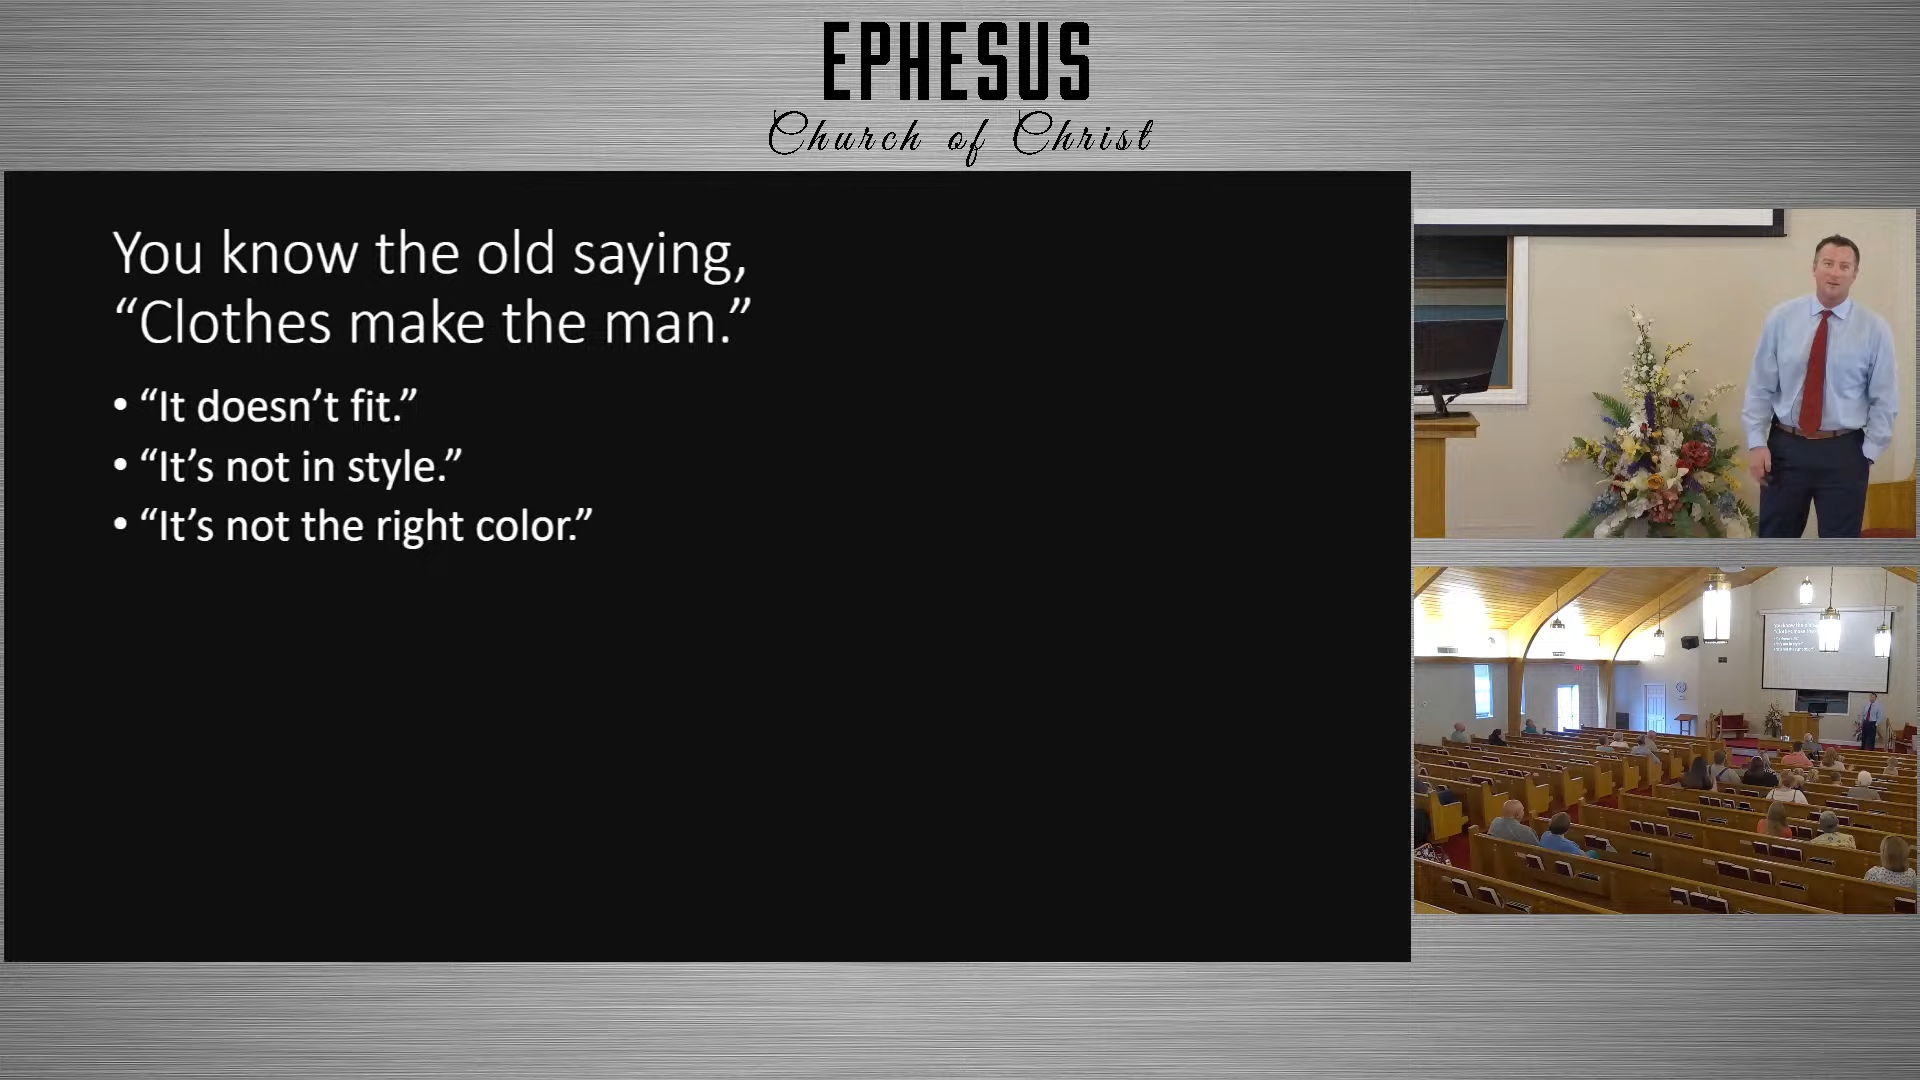 EPHESUS
Church of Christ
You know the old saying,
“Clothes make the man.”
• “It doesn’t fit.”
• “It’s not in style.”
• “It’s not the right color.”